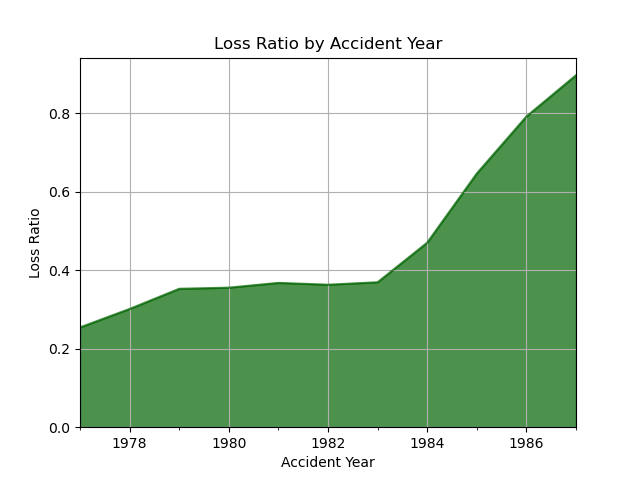 Loss Ratio by Accident Year
Loss Ratio
0.8
0.6
0.4
0.2
0.0
1978 1980 1982 1984 1986
Accident Year